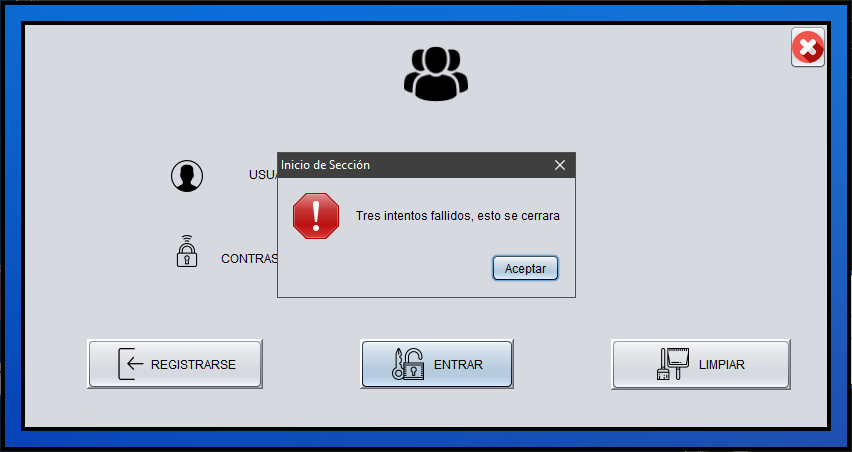 Inicio de Sección
USUA
Tres intentos fallidos, esto se cerrara
CONTRAS
Aceptar
REGISTRARSE
ENTRAR
LIMPIAR